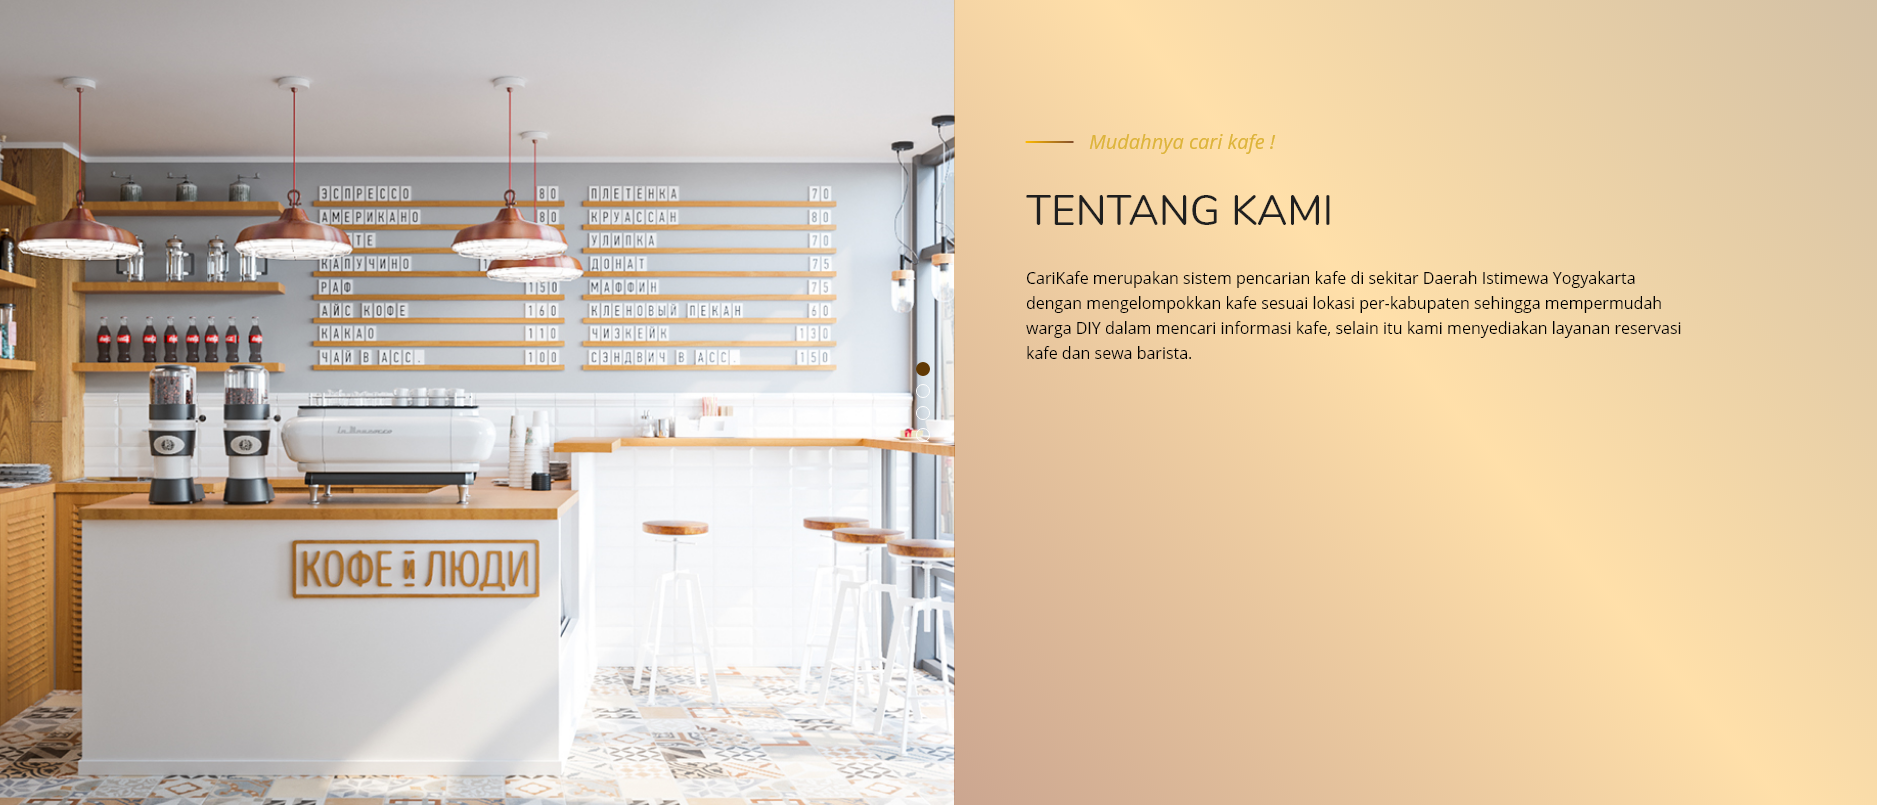 ЭСПРЕССО 80
АМЕРИКАНО 80
ТЕ
КАПУЧИНО
РАФ 150
АЙС КОФЕ 160
КАКАО 110
ЧАЙ В АСС. 100
ПЛЕТЕНКА 70
КРУАССАН 80
УЛИПКА 70
ДОНАТ 75
МАФФИН 75
КЛЕНОВЫЙ ПЕКАН 60
ЧИЗКЕЙК 130
СЭНДВИЧ В АСС. 150
КОФЕ И ЛЮДИ
Mudahnya cari kafe !
TENTANG KAMI
CariKafe merupakan sistem pencarian kafe di sekitar Daerah Istimewa Yogyakarta
dengan mengelompokkan kafe sesuai lokasi per-kabupaten sehingga mempermudah
warga DIY dalam mencari informasi kafe, selain itu kami menyediakan layanan reservasi
kafe dan sewa barista.